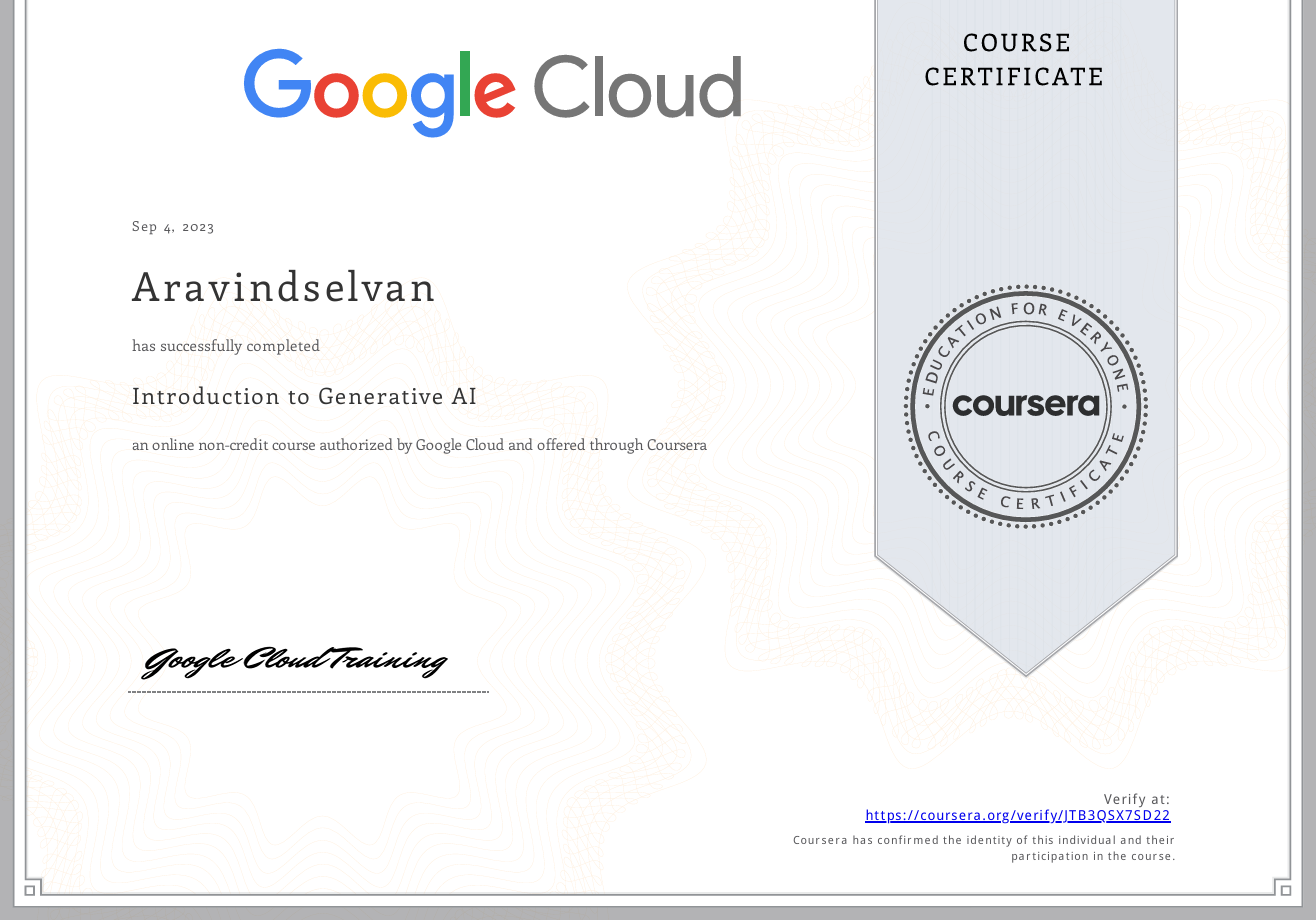 Google Cloud
COURSE
CERTIFICATE
Sep 4, 2023
Aravindselvan
has successfully completed
Introduction to Generative AI
an online non-credit course authorized by Google Cloud and offered through Coursera
EDUCATION FOR EVERYONE
coursera
COURSE CERTIFICATE
Google Cloud Training
Verify at:
https://coursera.org/verify/JTB3QSX7SD22
Coursera has confirmed the identity of this individual and their
participation in the course.